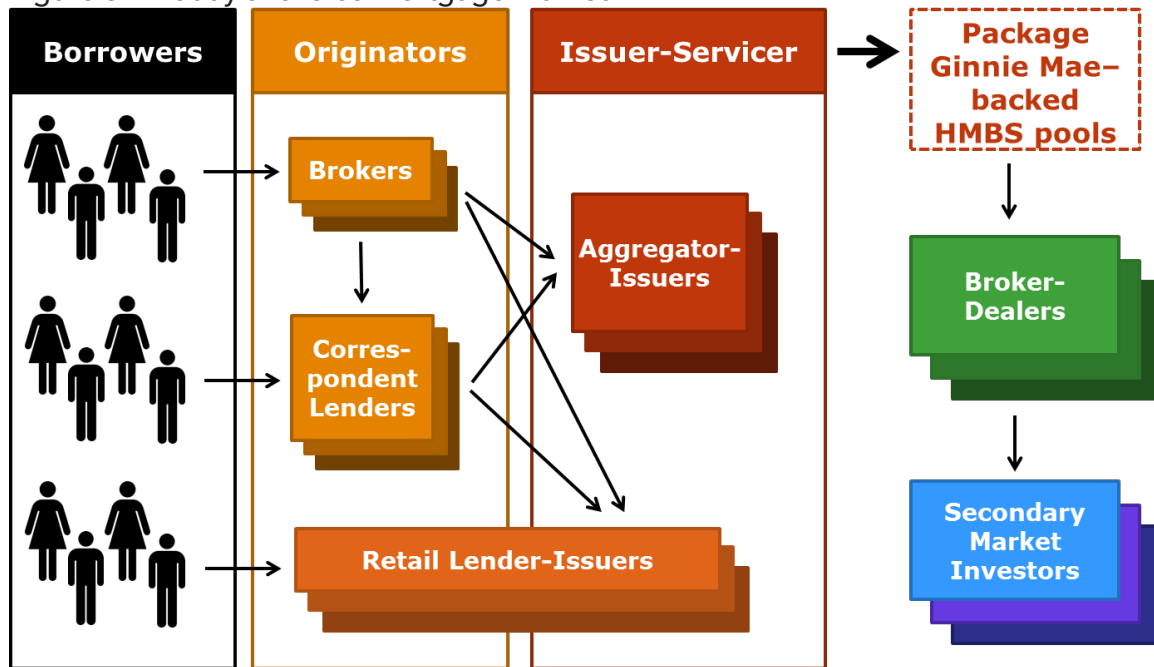 Borrowers
Originators
Issuer-Servicer
Package
Ginnie Mae–
backed
HMBS pools
Brokers
Aggregator-
Issuers
Corres-
pondent
Lenders
Retail Lender-Issuers
Broker-
Dealers
Secondary
Market
Investors